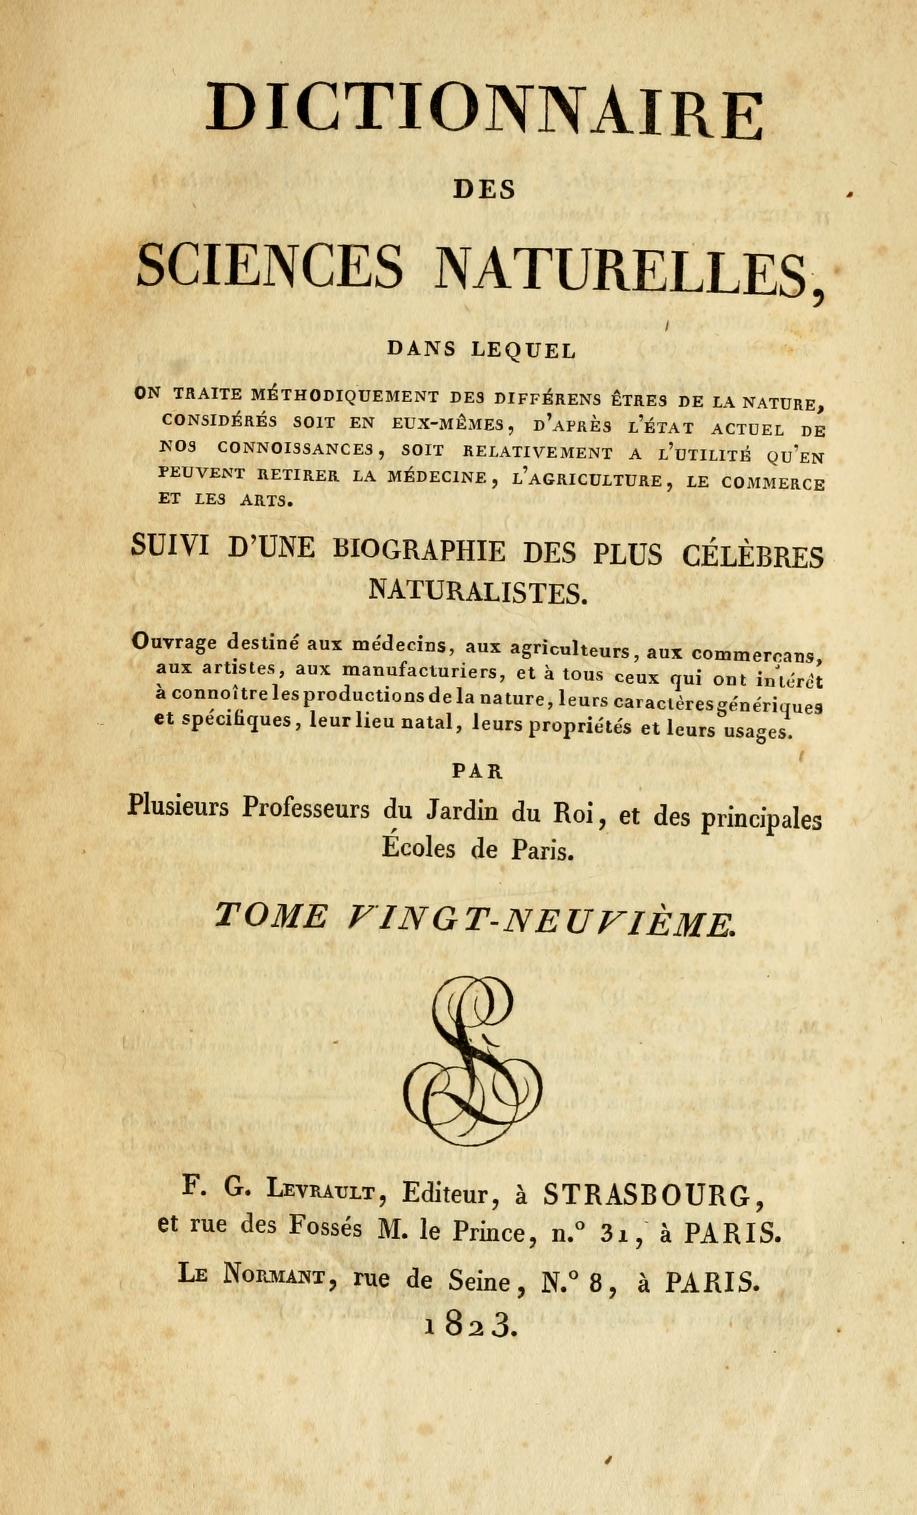 DICTIONNAIRE
DES
SCIENCES NATURELLES,
DANS LEQUEL
ON TRAITE MÉTHODIQUEMENT DES DIFFÉRENS ÊTRES DE LA NATURE,
CONSIDÉRÉS SOIT EN EUX-MÊMES, D'APRÈS L'ÉTAT ACTUEL DE
NOS CONNOISSANCES, SOIT RELATIVEMENT A L'UTILITÉ QU'EN
PEUVENT RETIRER LA MÉDECINE, L'AGRICULTURE, LE COMMERCE
ET LES ARTS.
SUIVI D'UNE BIOGRAPHIE DES PLUS CÉLÈBRES
NATURALISTES.
Ouvrage destiné aux médecins, aux agriculteurs, aux commerçans,
aux artistes, aux manufacturiers, et à tous ceux qui ont intérêt
à connoître les productions de la nature, leurs caractères génériques
et spécifiques, leur lieu natal, leurs propriétés et leurs usages.
PAR
Plusieurs Professeurs du Jardin du Roi, et des principales
Écoles de Paris.
TOME VINGT-NEUVIÈME.
F. G. LEVRAULT, Editeur, à STRASBOURG,
et rue des Fossés M. le Prince, n.º 31, à PARIS.
LE NORMANT, rue de Seine, N.º 8, à PARIS.
1823.